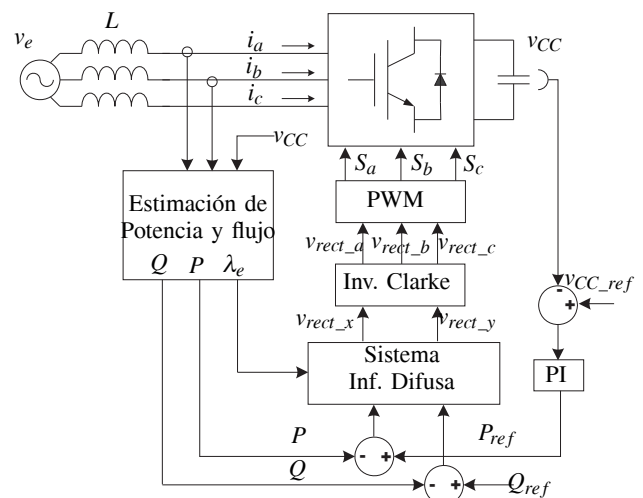 L
v_e
i_a
i_b
i_c
v_CC
v_CC
S_a S_b S_c
Estimación de
Potencia y flujo
Q P λ_e
PWM
v_rect_a v_rect_b v_rect_c
Inv. Clarke
v_CC_ref
- +
v_rect_x v_rect_y
Sistema
Inf. Difusa
PI
P
P_ref
- +
Q
Q_ref
- +